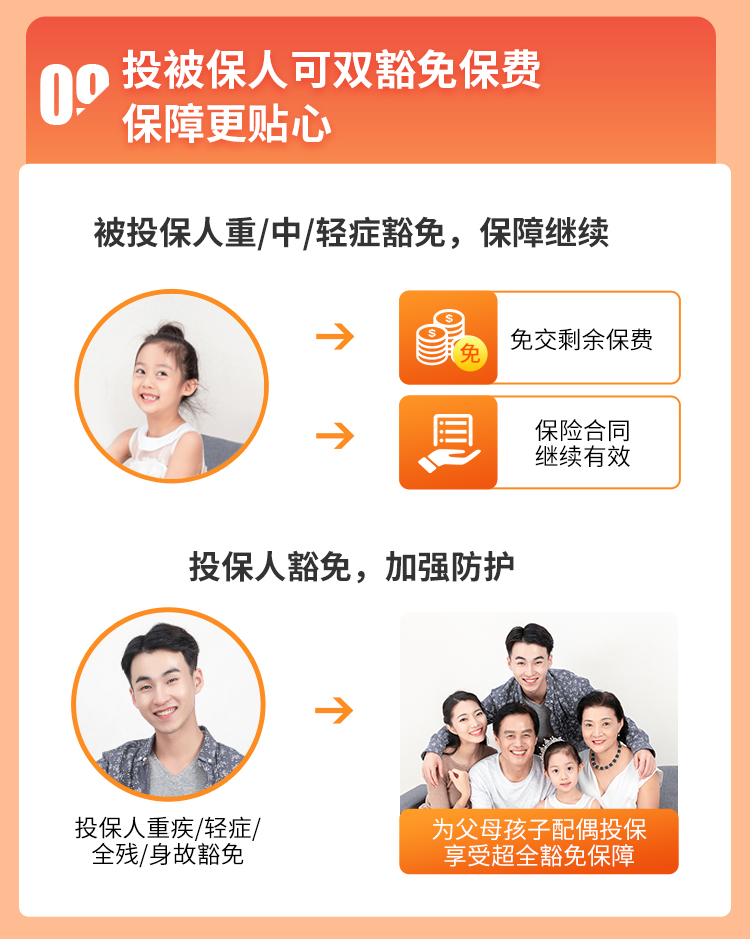 09
投被保人可双豁免保费
保障更贴心
被投保人重/中/轻症豁免，保障继续
免
免交剩余保费
保险合同
继续有效
投保人豁免，加强防护
投保人重疾/轻症/
全残/身故豁免
为父母孩子配偶投保
享受超全豁免保障